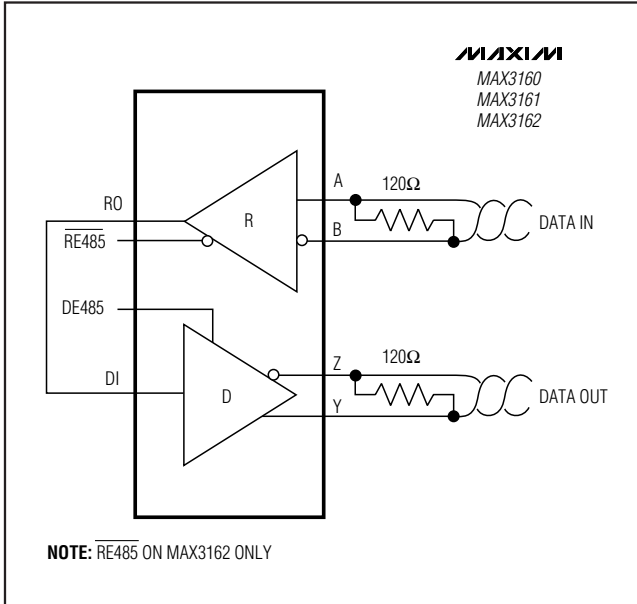 MAXIM
MAX3160
MAX3161
MAX3162
A
120Ω
RO
R
DATA IN
B
RE485
DE485
Z
120Ω
DI
D
DATA OUT
Y
NOTE: RE485 ON MAX3162 ONLY